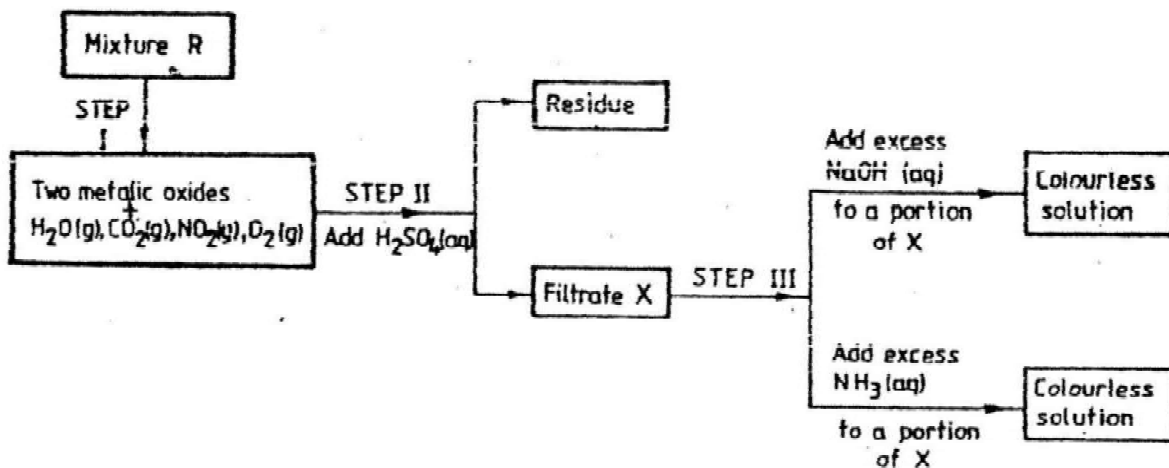 Mixture R
STEP
I
Two metalic oxides
+
H₂O(g), CO₂(g), NO₂(g), O₂(g)
STEP II
Add H₂SO₄(aq)
Residue
Filtrate X
STEP III
Add excess
NaOH (aq)
to a portion
of X
Colourless
solution
Add excess
NH₃(aq)
to a portion
of X
Colourless
solution